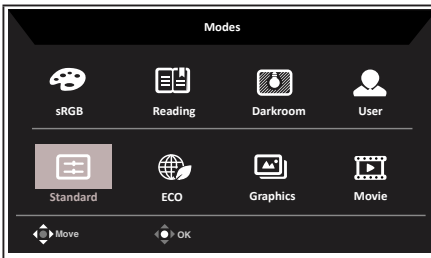 Modes
sRGB Reading Darkroom User
Standard ECO Graphics Movie
Move OK